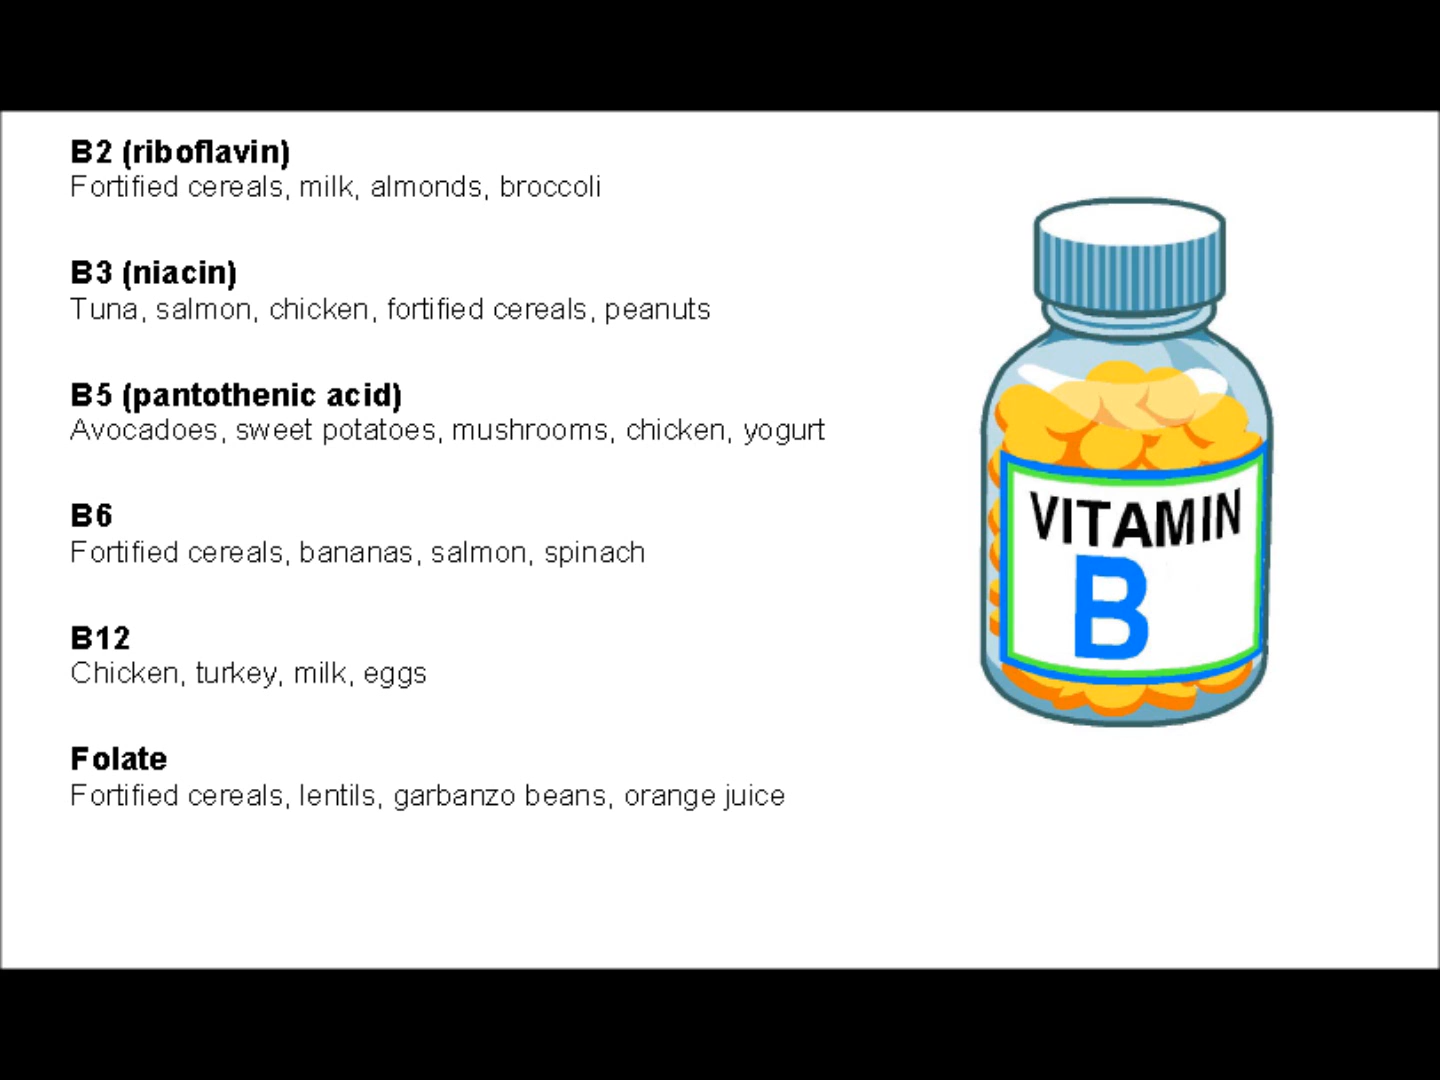 B2 (riboflavin)
Fortified cereals, milk, almonds, broccoli
B3 (niacin)
Tuna, salmon, chicken, fortified cereals, peanuts
B5 (pantothenic acid)
Avocadoes, sweet potatoes, mushrooms, chicken, yogurt
B6
Fortified cereals, bananas, salmon, spinach
B12
Chicken, turkey, milk, eggs
Folate
Fortified cereals, lentils, garbanzo beans, orange juice
VITAMIN
B